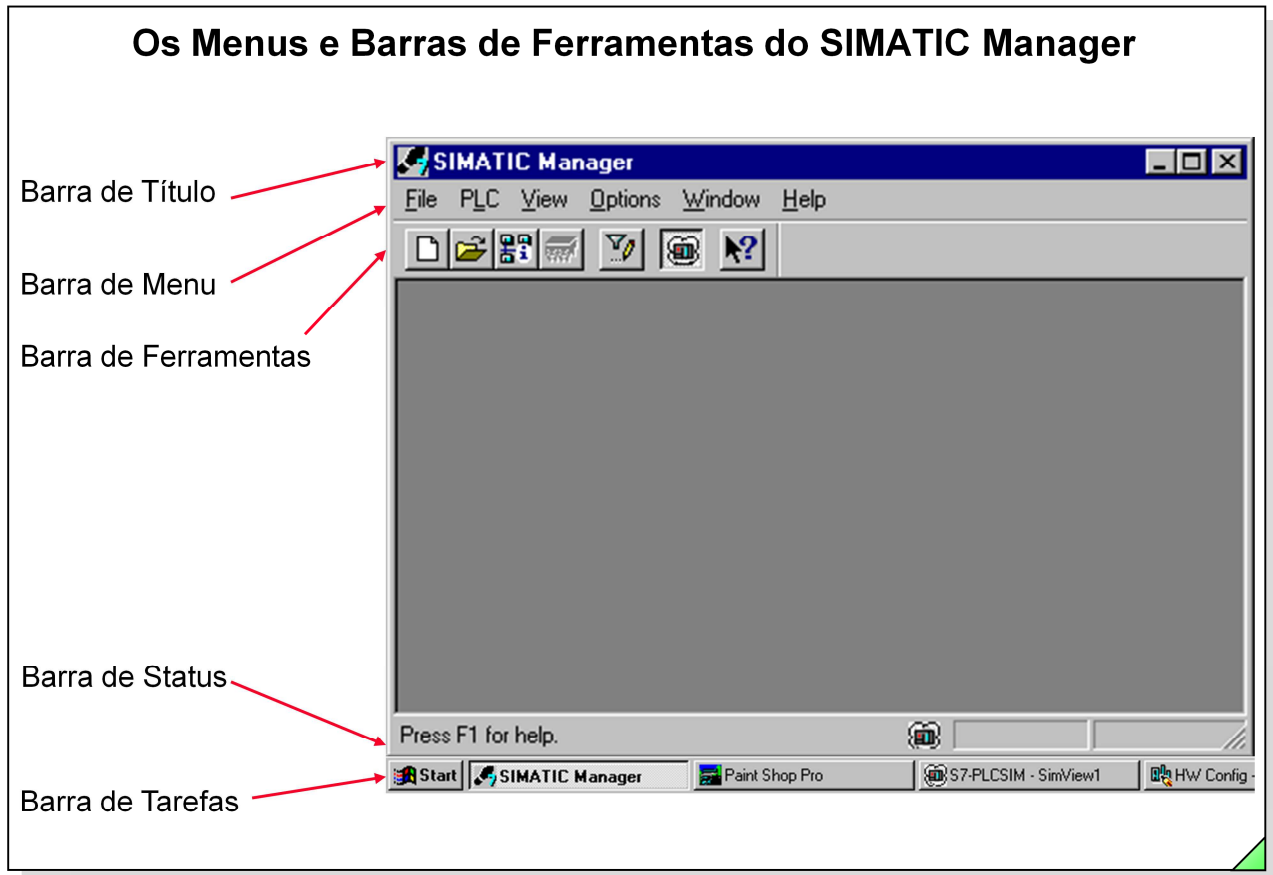 Os Menus e Barras de Ferramentas do SIMATIC Manager
SIMATIC Manager
Barra de Título
File PLC View Options Window Help
Barra de Menu
Barra de Ferramentas
Barra de Status
Press F1 for help.
Start SIMATIC Manager Paint Shop Pro S7-PLCSIM - SimView1 HW Config -
Barra de Tarefas